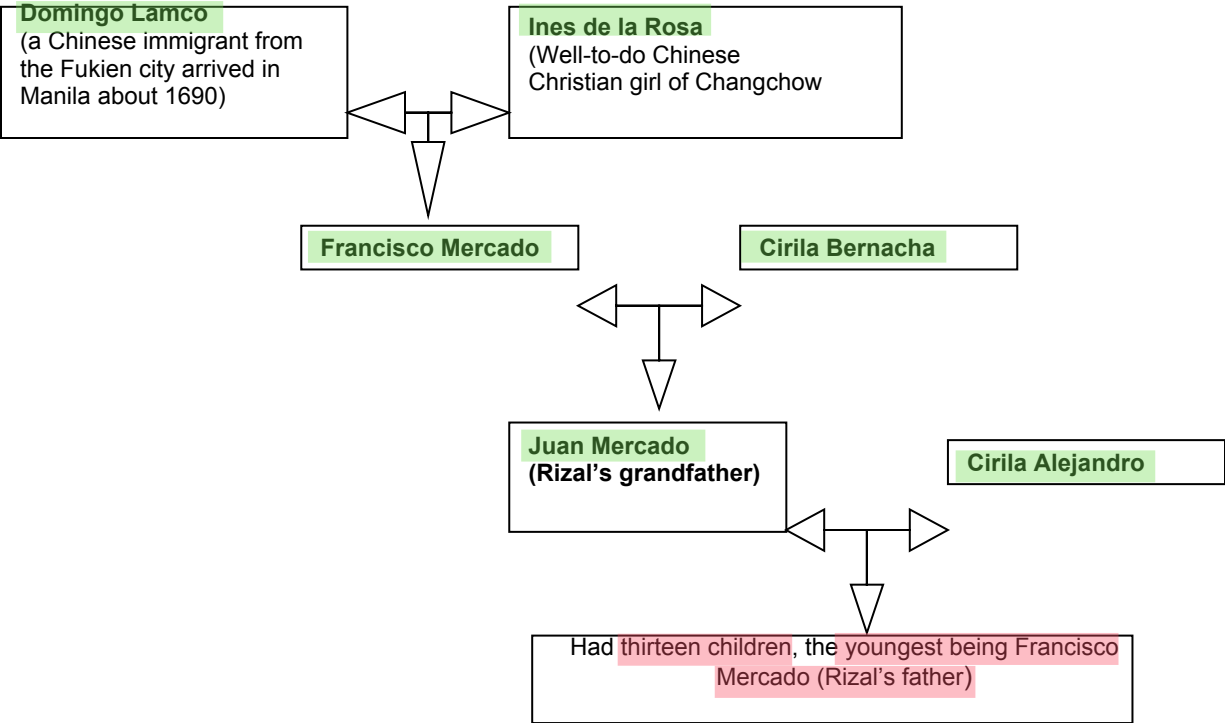 Domingo Lamco
(a Chinese immigrant from
the Fukien city arrived in
Manila about 1690)
Ines de la Rosa
(Well-to-do Chinese
Christian girl of Changchow
Francisco Mercado
Cirila Bernacha
Juan Mercado
(Rizal’s grandfather)
Cirila Alejandro
Had thirteen children, the youngest being Francisco
Mercado (Rizal’s father)